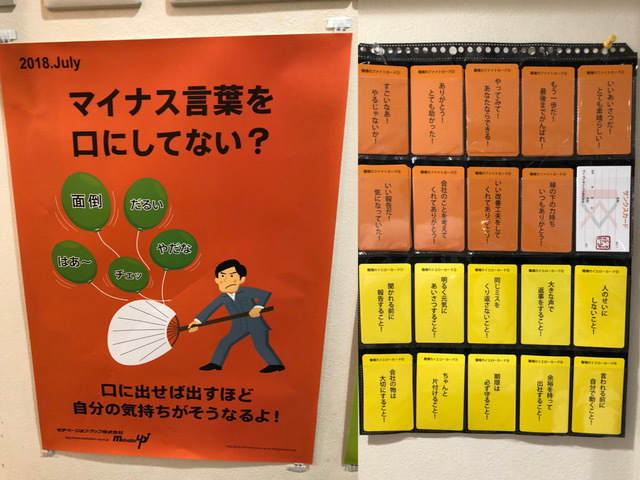 2018.July
マイナス言葉を
口にしてない？
面倒
だるい
やだな
はあ～
チェッ
口に出せば出すほど
自分の気持ちがそうなるよ！
モチベーション・アップ株式会社
いいあいさつだ！
とても素晴らしい！
もう一歩だ！
最後までがんばれ！
やってみて！
あなたならできる！
ありがとう！
とても助かった！
すごいなあ！
やるじゃないか！
サンクスカード
縁の下の力持ち
いつもありがとう！
いい改善工夫をして
くれてありがとう！
会社のことを考えて
くれてありがとう！
いい報告だ！
気になっていた！
人のせいに
しないこと！
大きな声で
返事をすること！
同じミスを
くり返さないこと！
明るく元気に
あいさつすること！
聞かれる前に
報告すること！
言われる前に
自分で動くこと！
余裕を持って
出社すること！
期限は
必ず守ること！
ちゃんと
片付けること！
会社の物は
大切にすること！